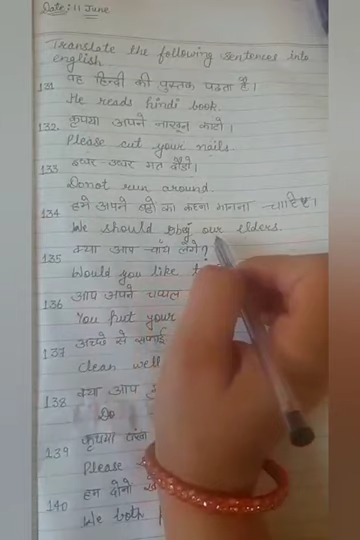 Date: 11 June
Translate the following sentences into
english
131 वह हिन्दी की पुस्तक पढता है।
He reads hindi book.
132. कृपया अपने नाखून काटो।
Please cut your nails.
133 इधर-उधर मत दौडो।
Donot run around.
134 हमे अपने बड़ो का कहना मानना चाहिए।
We should obey our elders.
135 क्या आप चाय लेंगे?
Would you like
136 आप अपने चप्पल
You put your
137 अच्छे से सफाई
Clean well
138 क्या आप
Do
139 कृपया पंखा
Please
140 हम दोनो
We both